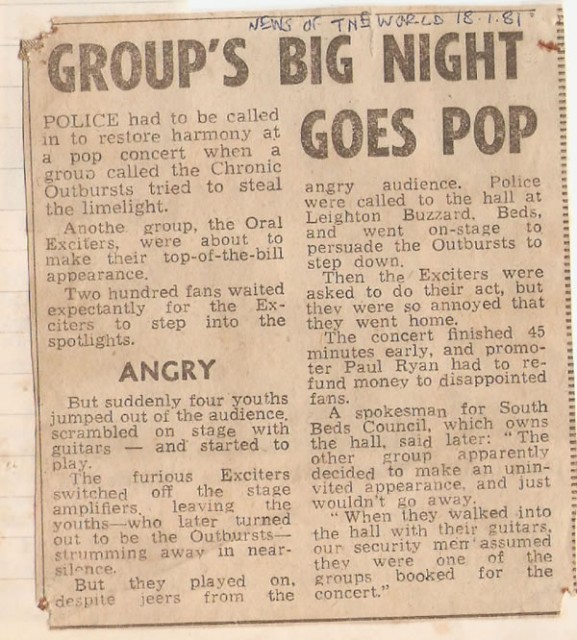 NEWS OF THE WORLD 18.1.81
GROUP'S BIG NIGHT
GOES POP
POLICE had to be called
in to restore harmony at
a pop concert when a
group called the Chronic
Outbursts tried to steal
the limelight.
Anothe group, the Oral
Exciters, were about to
make their top-of-the-bill
appearance.
Two hundred fans waited
expectantly for the Ex-
citers to step into the
spotlights.
ANGRY
But suddenly four youths
jumped out of the audience,
scrambled on stage with
guitars — and started to
play.
The furious Exciters
switched off the stage
amplifiers, leaving the
youths—who later turned
out to be the Outbursts—
strumming away in near-
silence.
But they played on,
despite jeers from the
angry audience. Police
were called to the hall at
Leighton Buzzard, Beds,
and went on-stage to
persuade the Outbursts to
step down.
Then the Exciters were
asked to do their act, but
they were so annoyed that
they went home.
The concert finished 45
minutes early, and promo-
ter Paul Ryan had to re-
fund money to disappointed
fans.
A spokesman for South
Beds Council, which owns
the hall, said later: "The
other group apparently
decided to make an unin-
vited appearance, and just
wouldn't go away.
"When they walked into
the hall with their guitars,
our security men assumed
they were one of the
groups booked for the
concert."